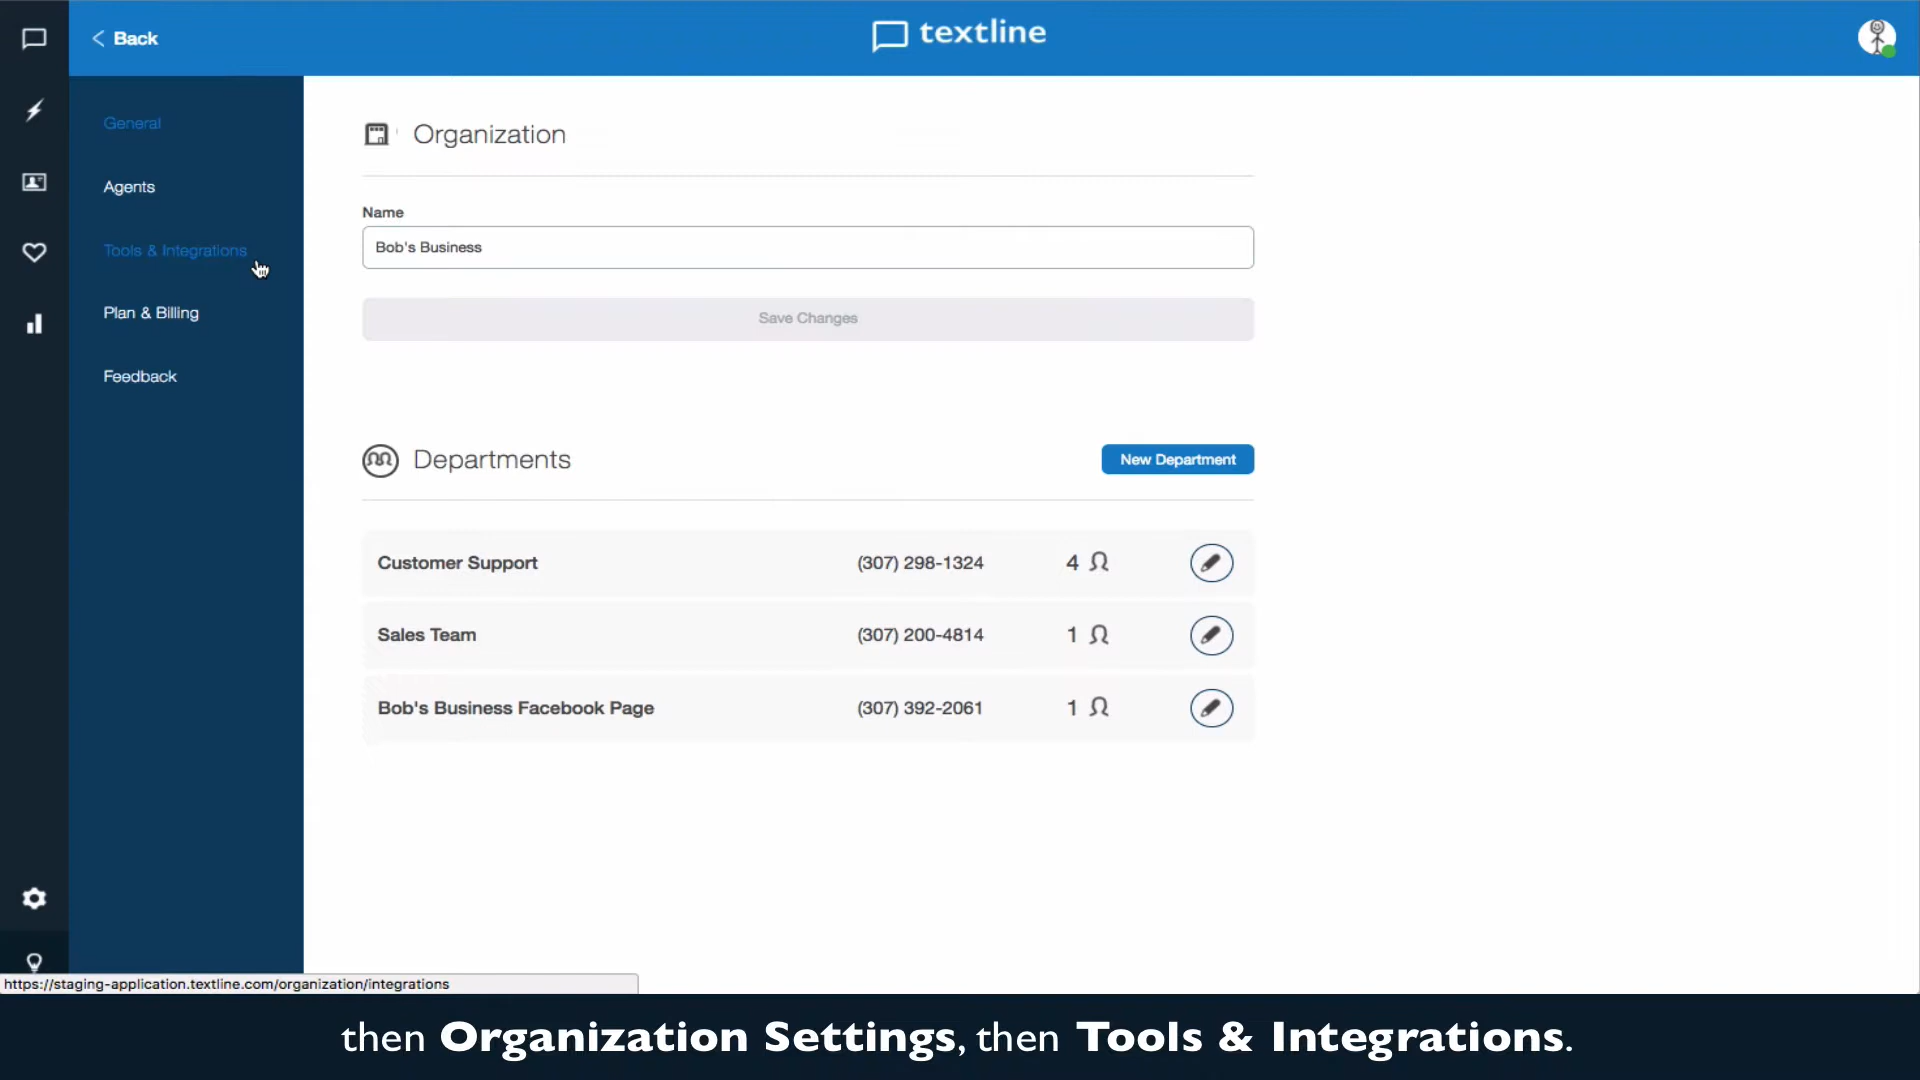 Back
textline
General
Agents
Tools & Integrations
Plan & Billing
Feedback
Organization
Name
Bob's Business
Save Changes
Departments
New Department
Customer Support (307) 298-1324 4
Sales Team (307) 200-4814 1
Bob's Business Facebook Page (307) 392-2061 1
https://staging-application.textline.com/organization/integrations
then Organization Settings, then Tools & Integrations.